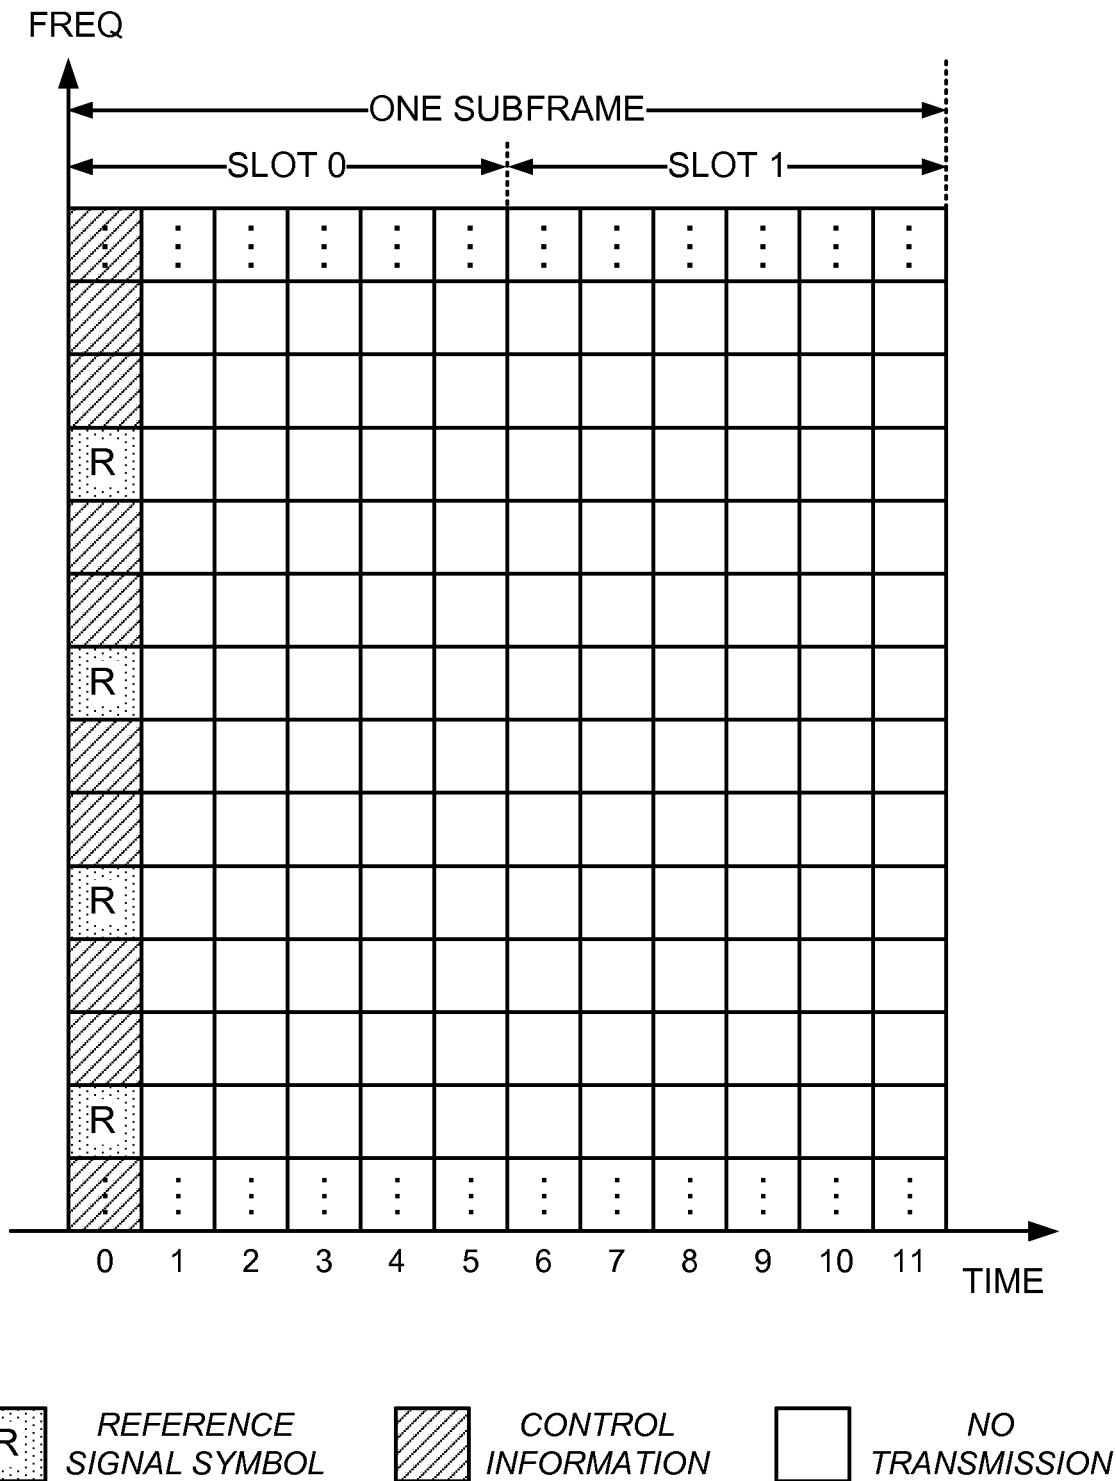 FREQ
ONE SUBFRAME
SLOT 0 SLOT 1
R
R
R
R
0 1 2 3 4 5 6 7 8 9 10 11
TIME
R REFERENCE SIGNAL SYMBOL
CONTROL INFORMATION
NO TRANSMISSION